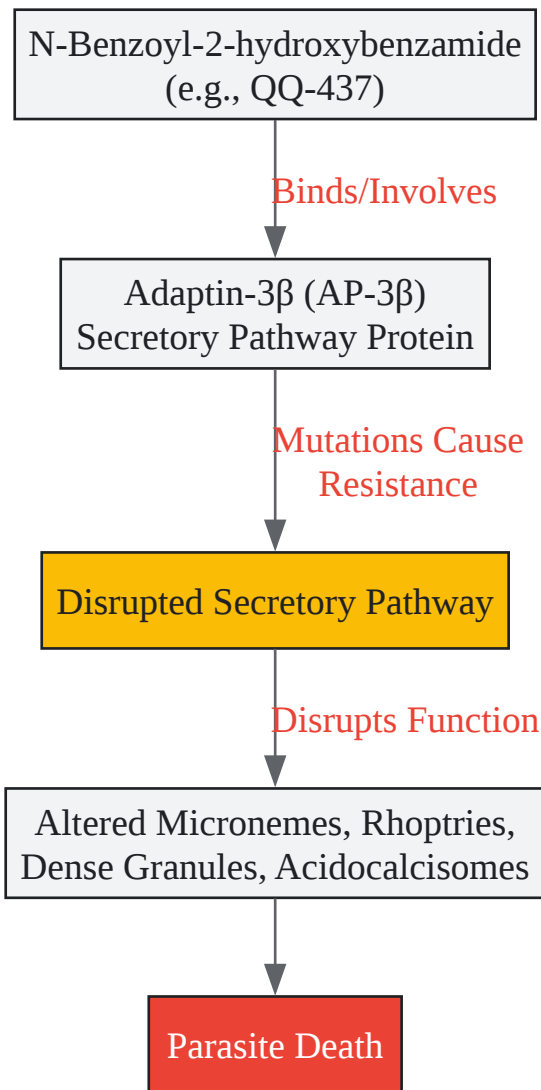 N-Benzoyl-2-hydroxybenzamide
(e.g., QQ-437)
Binds/Involves
Adaptin-3β (AP-3β)
Secretory Pathway Protein
Mutations Cause
Resistance
Disrupted Secretory Pathway
Disrupts Function
Altered Micronemes, Rhoptries,
Dense Granules, Acidocalcisomes
Parasite Death